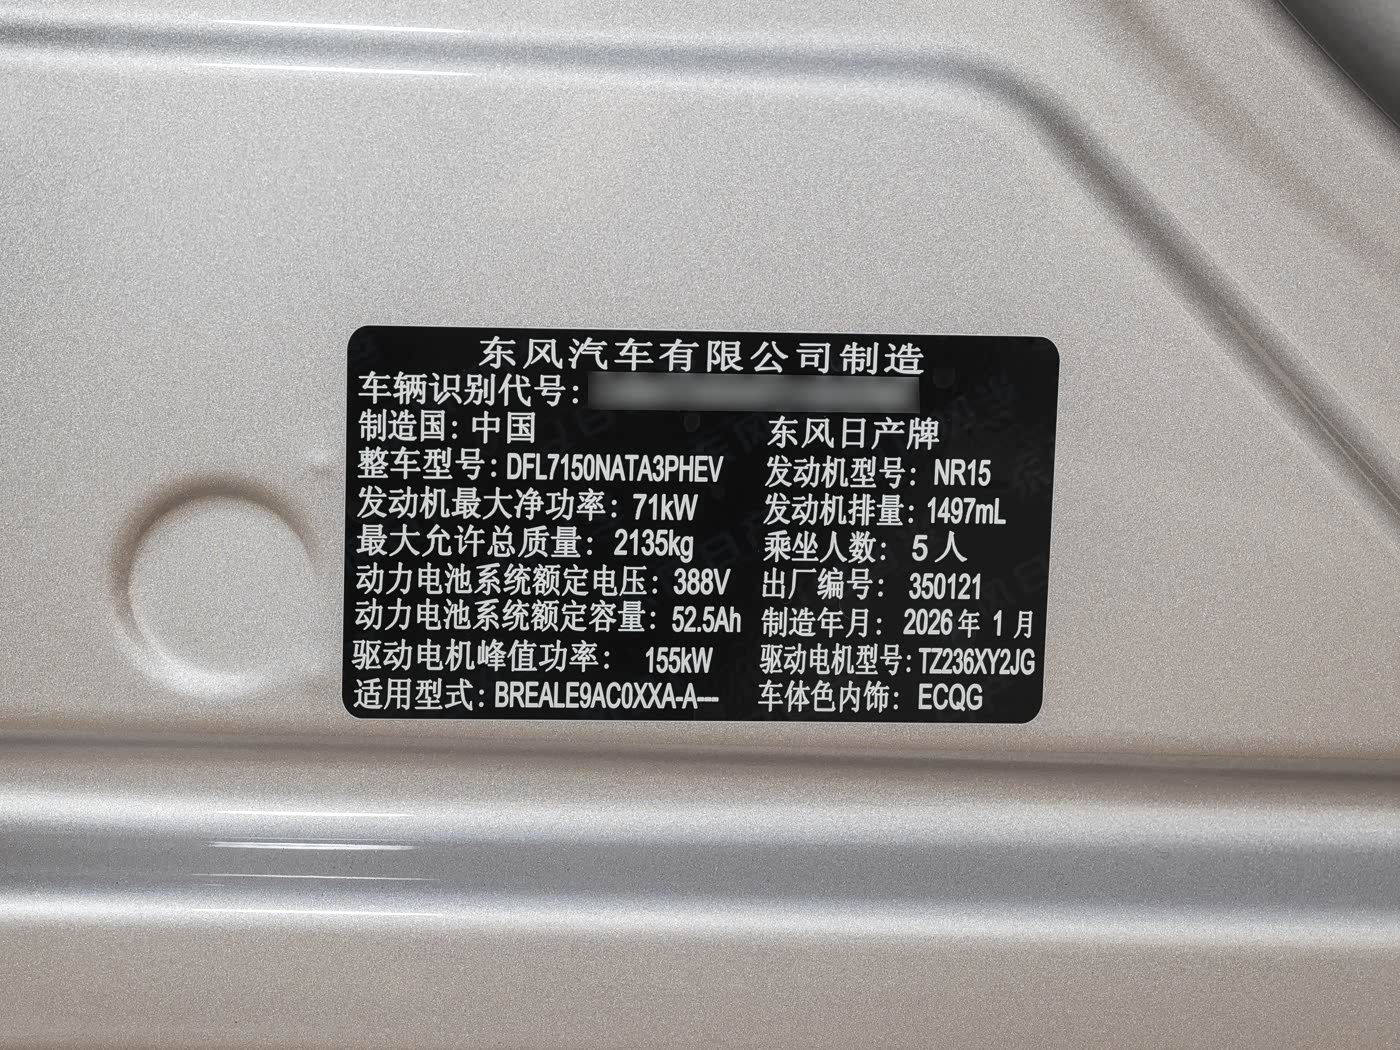 东风汽车有限公司制造
车辆识别代号：
制造国：中国 东风日产牌
整车型号：DFL7150NATA3PHEV 发动机型号：NR15
发动机最大净功率：71kW 发动机排量：1497mL
最大允许总质量：2135kg 乘坐人数：5人
动力电池系统额定电压：388V 出厂编号：350121
动力电池系统额定容量：52.5Ah 制造年月：2026年 1月
驱动电机峰值功率：155kW 驱动电机型号：TZ236XY2JG
适用型式：BREALE9AC0XXA-A--- 车体色内饰：ECQG